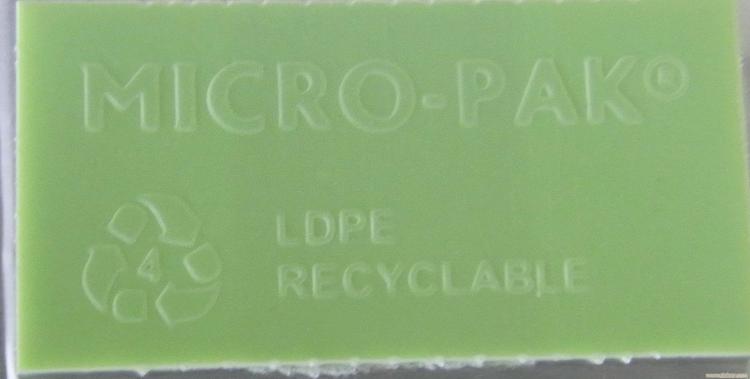 MICRO-PAK®
4
LDPE
RECYCLABLE